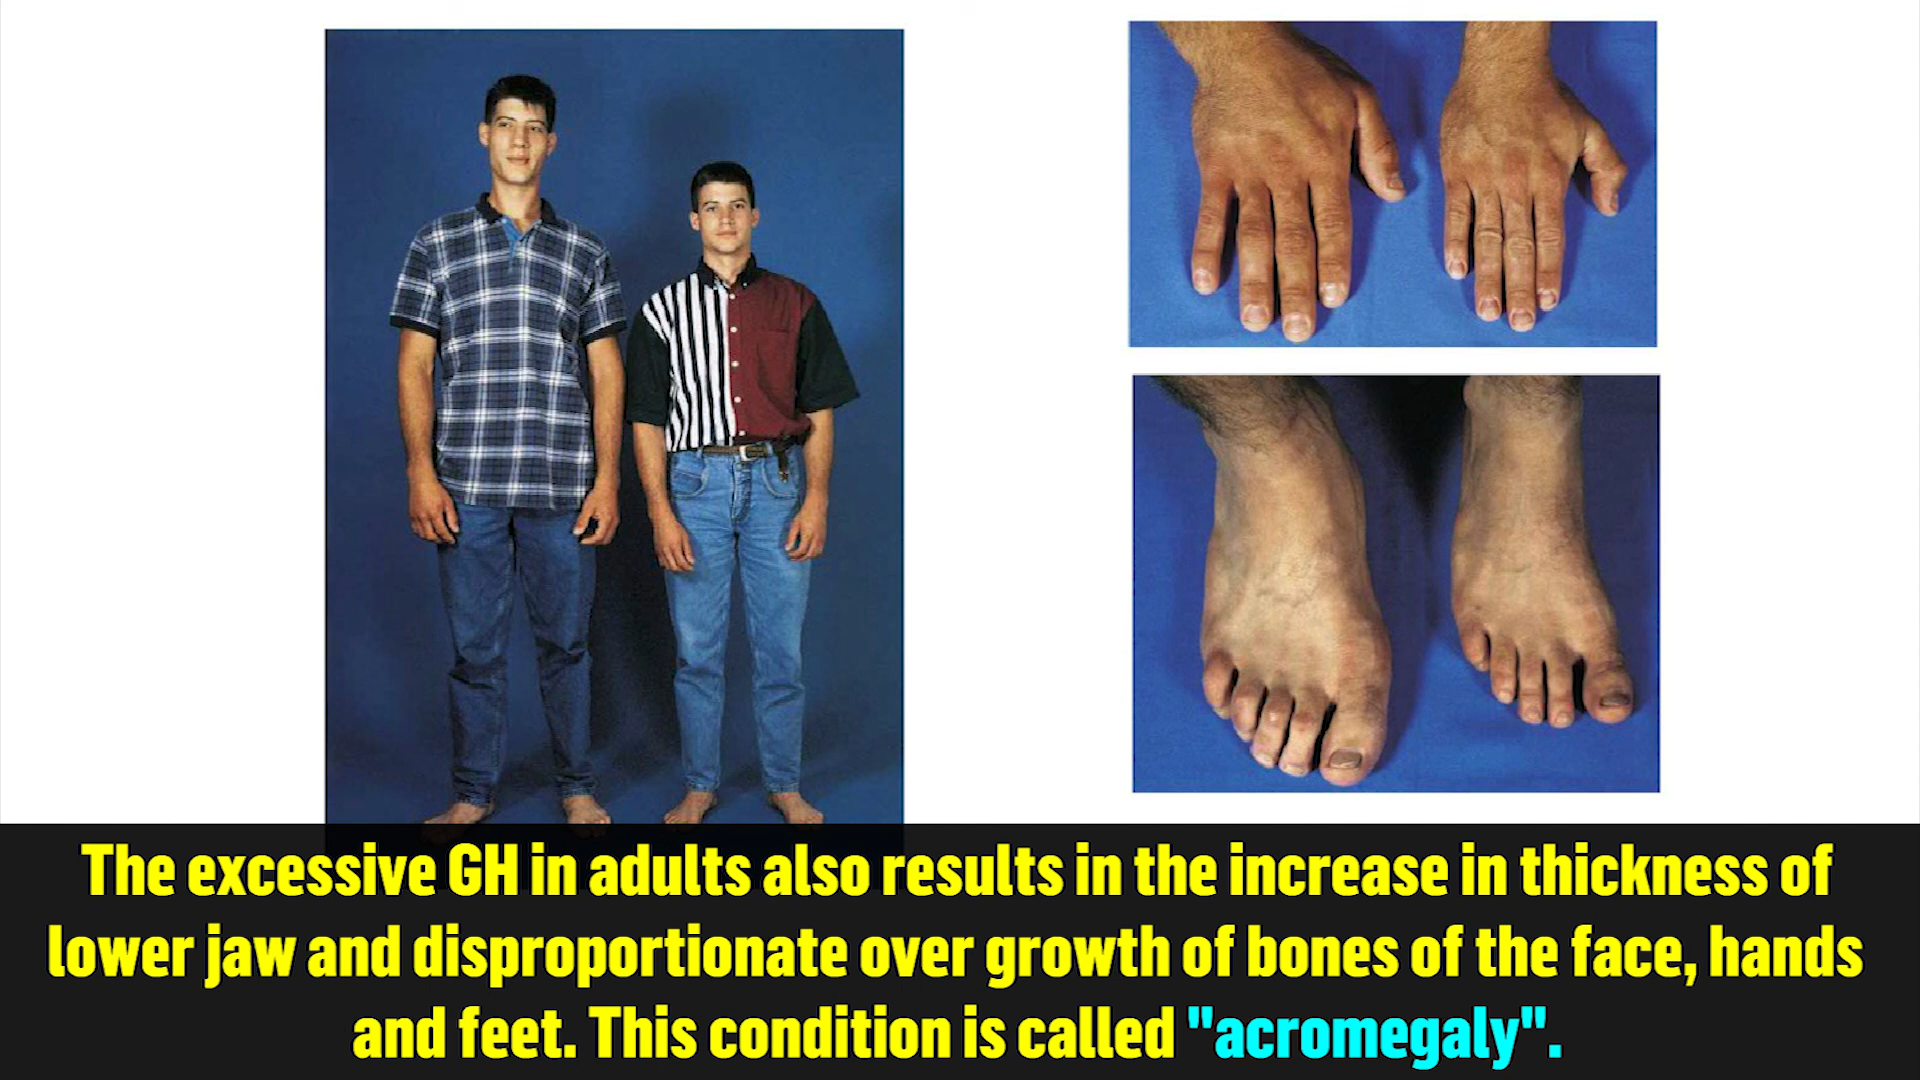 The excessive GH in adults also results in the increase in thickness of
lower jaw and disproportionate over growth of bones of the face, hands
and feet. This condition is called "acromegaly".